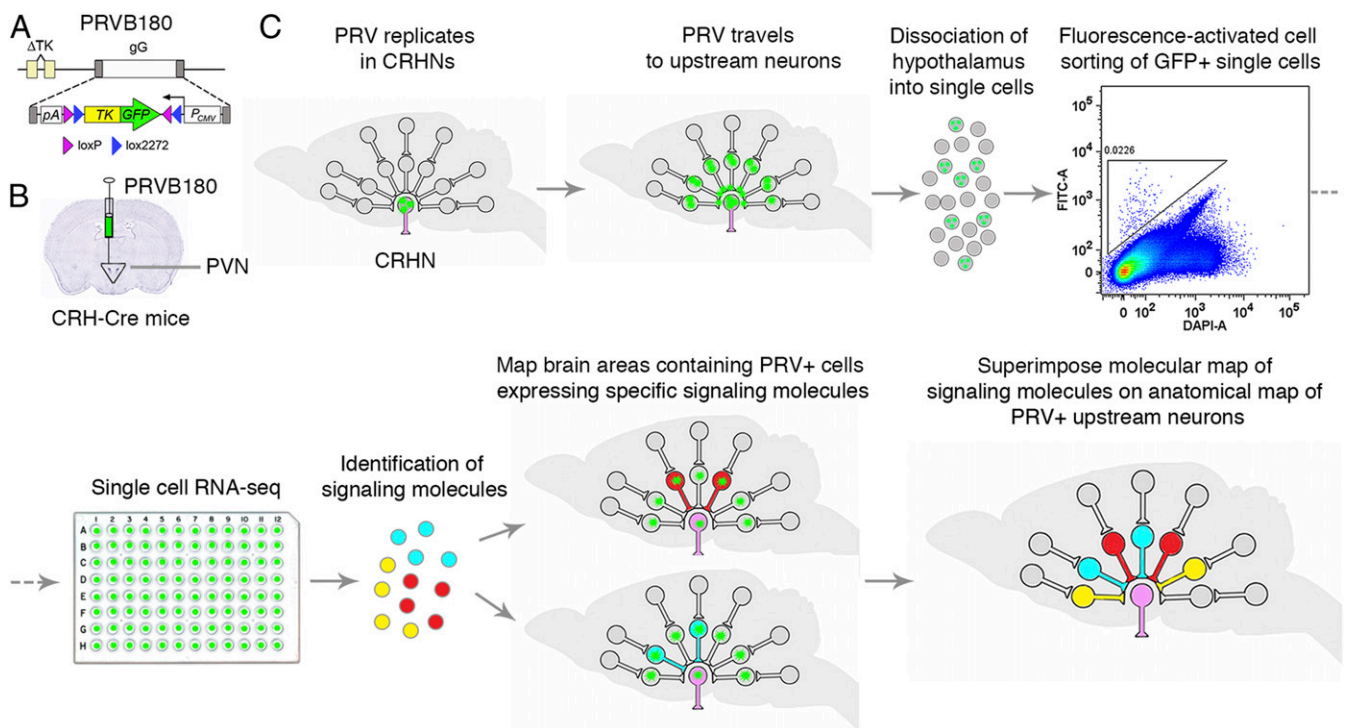 A
PRVB180
ΔTK
gG
pA
TK
GFP
PCMV
loxP
lox2272
B
PRVB180
PVN
CRH-Cre mice
C
PRV replicates
in CRHNs
CRHN
PRV travels
to upstream neurons
Dissociation of
hypothalamus
into single cells
Fluorescence-activated cell
sorting of GFP+ single cells
10⁵
10⁴
10³
10²
0
FITC-A
0.0226
0 10² 10³ 10⁴ 10⁵
DAPI-A
Single cell RNA-seq
1 2 3 4 5 6 7 8 9 10 11 12
A
B
C
D
E
F
G
H
Identification of
signaling molecules
Map brain areas containing PRV+ cells
expressing specific signaling molecules
Superimpose molecular map of
signaling molecules on anatomical map of
PRV+ upstream neurons